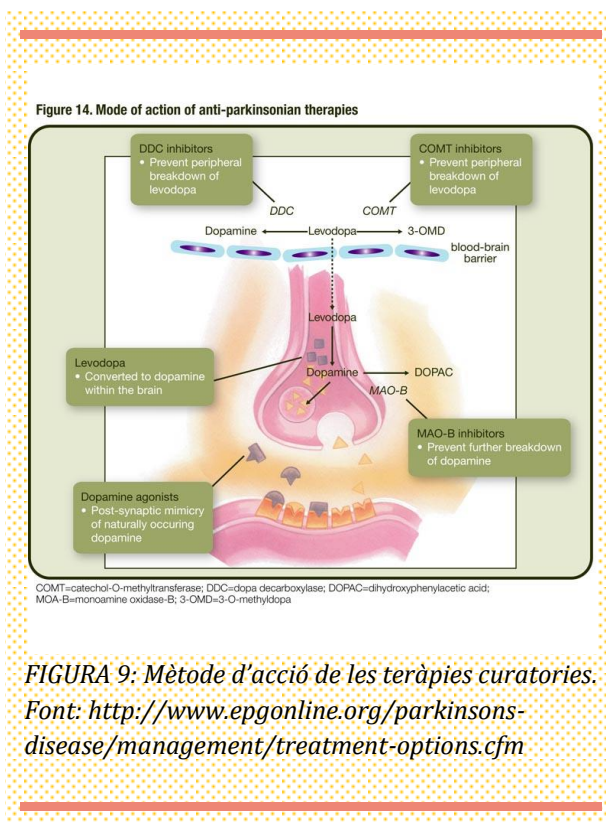 Figure 14. Mode of action of anti-parkinsonian therapies
DDC inhibitors
• Prevent peripheral
breakdown of
levodopa
COMT inhibitors
• Prevent peripheral
breakdown of
levodopa
DDC
COMT
Dopamine
Levodopa
3-OMD
blood-brain
barrier
Levodopa
Levodopa
• Converted to dopamine
within the brain
Dopamine
DOPAC
MAO-B
MAO-B inhibitors
• Prevent further breakdown
of dopamine
Dopamine agonists
• Post-synaptic mimicry
of naturally occuring
dopamine
COMT=catechol-O-methyltransferase; DDC=dopa decarboxylase; DOPAC=dihydroxyphenylacetic acid;
MOA-B=monoamine oxidase-B; 3-OMD=3-O-methyldopa
FIGURA 9: Mètode d’acció de les teràpies curatories.
Font: http://www.epgonline.org/parkinsons-
disease/management/treatment-options.cfm